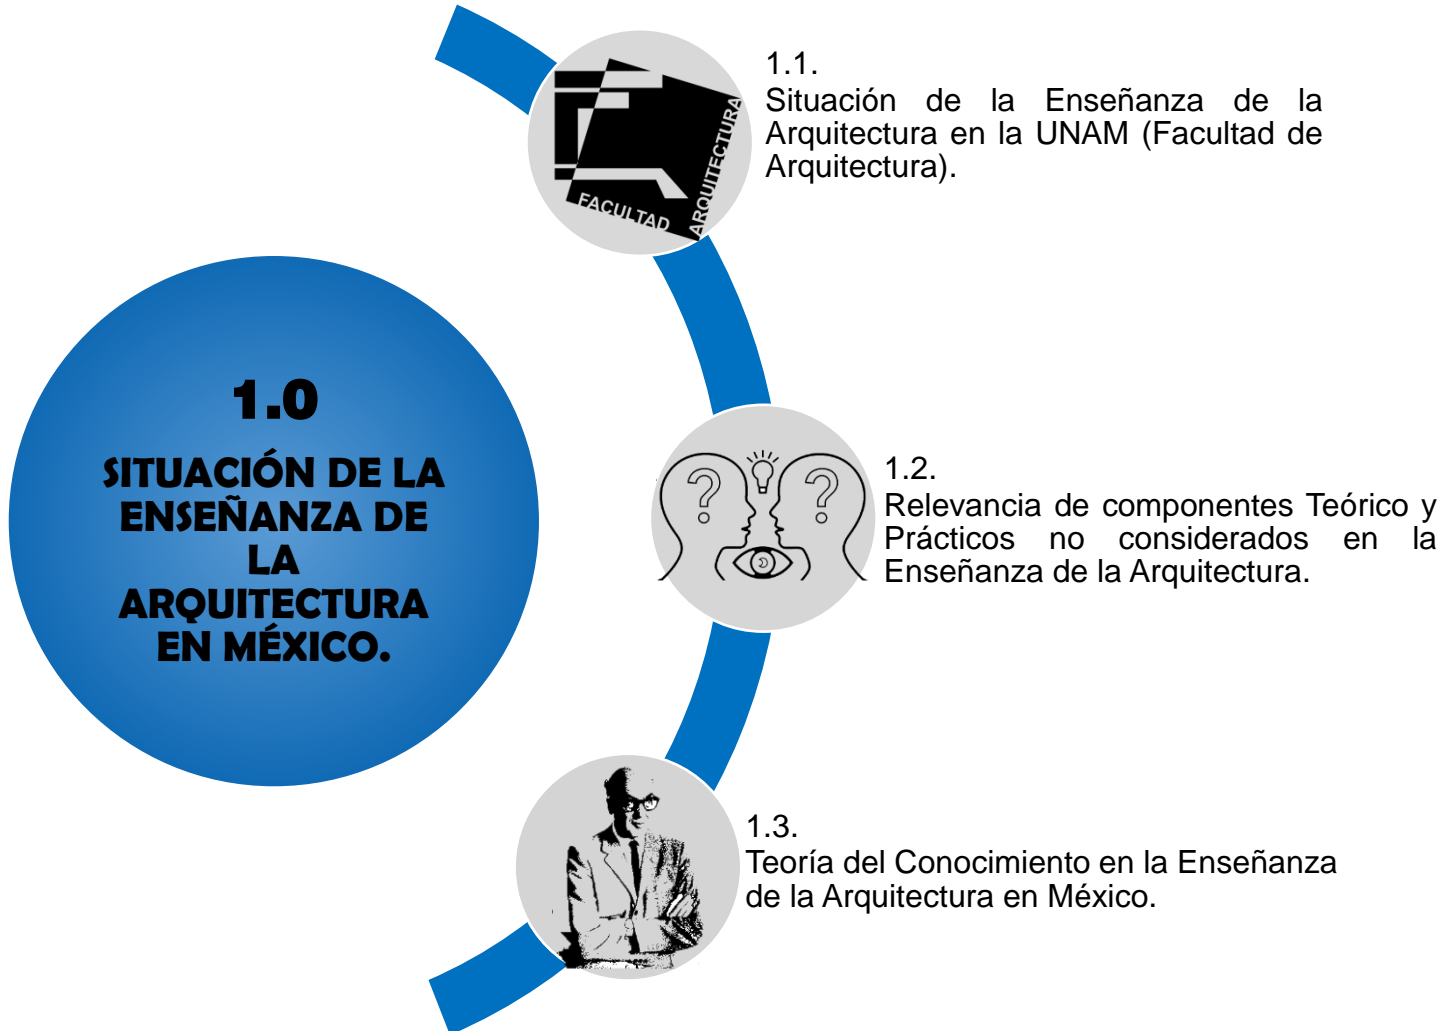 1.0
SITUACIÓN DE LA
ENSEÑANZA DE
LA
ARQUITECTURA
EN MÉXICO.
FACULTAD
ARQUITECTURA
1.1.
Situación de la Enseñanza de la
Arquitectura en la UNAM (Facultad de
Arquitectura).
? ?
1.2.
Relevancia de componentes Teórico y
Prácticos no considerados en la
Enseñanza de la Arquitectura.
1.3.
Teoría del Conocimiento en la Enseñanza
de la Arquitectura en México.